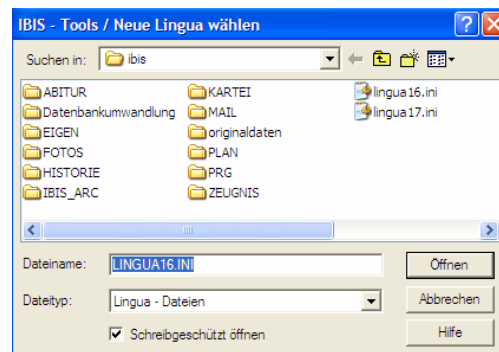 IBIS - Tools / Neue Lingua wählen
Suchen in: ibis
ABITUR KARTEI lingua16.ini
Datenbankumwandlung MAIL lingua17.ini
EIGEN originaldaten
FOTOS PLAN
HISTORIE PRG
IBIS_ARC ZEUGNIS
Dateiname: LINGUA16.INI Öffnen
Dateityp: Lingua - Dateien Abbrechen
Schreibgeschützt öffnen Hilfe